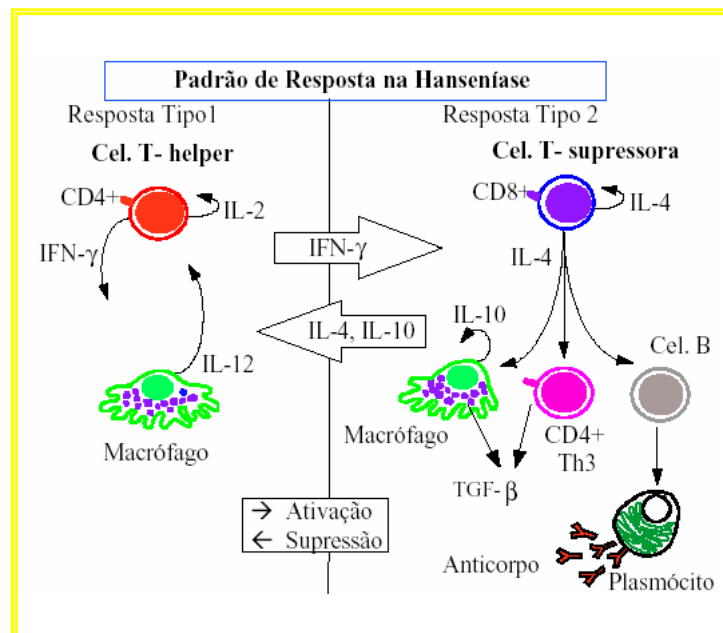 Padrão de Resposta na Hanseníase
Resposta Tipo1
Cel. T- helper
CD4+
IL-2
IFN-γ
IL-12
Macrófago
IFN-γ
IL-4, IL-10
→ Ativação
← Supressão
Resposta Tipo 2
Cel. T- supressora
CD8+
IL-4
IL-4
IL-10
Cel. B
Macrófago
CD4+
Th3
TGF-β
Anticorpo
Plasmócito